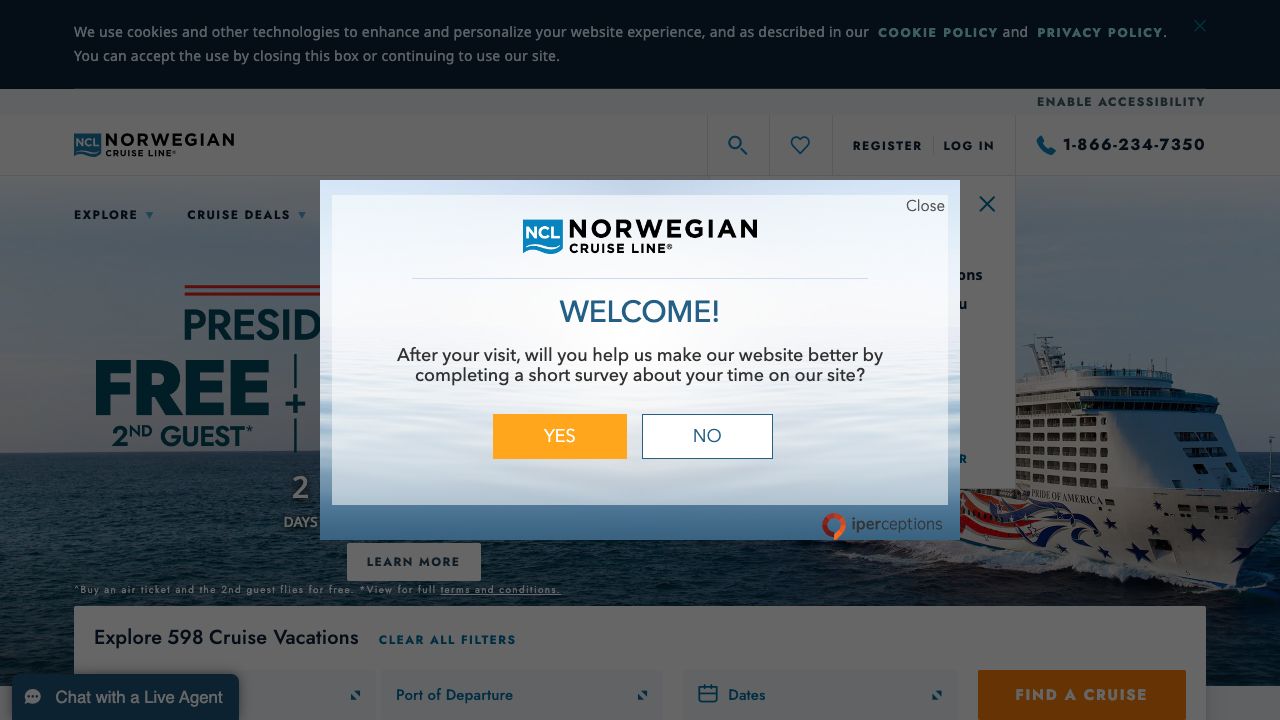 We use cookies and other technologies to enhance and personalize your website experience, and as described in our COOKIE POLICY and PRIVACY POLICY.
You can accept the use by closing this box or continuing to use our site.
ENABLE ACCESSIBILITY
NCL NORWEGIAN
CRUISE LINE®
REGISTER
LOG IN
1-866-234-7350
EXPLORE
CRUISE DEALS
Close
NCL NORWEGIAN
CRUISE LINE®
WELCOME!
After your visit, will you help us make our website better by
completing a short survey about your time on our site?
YES
NO
iperceptions
PRESID
FREE +
2ND GUEST*
2
DAYS
ons
u
R
PRIDE OF AMERICA
LEARN MORE
^Buy an air ticket and the 2nd guest flies for free. *View for full terms and conditions.
Explore 598 Cruise Vacations
CLEAR ALL FILTERS
Chat with a Live Agent
Port of Departure
Dates
FIND A CRUISE